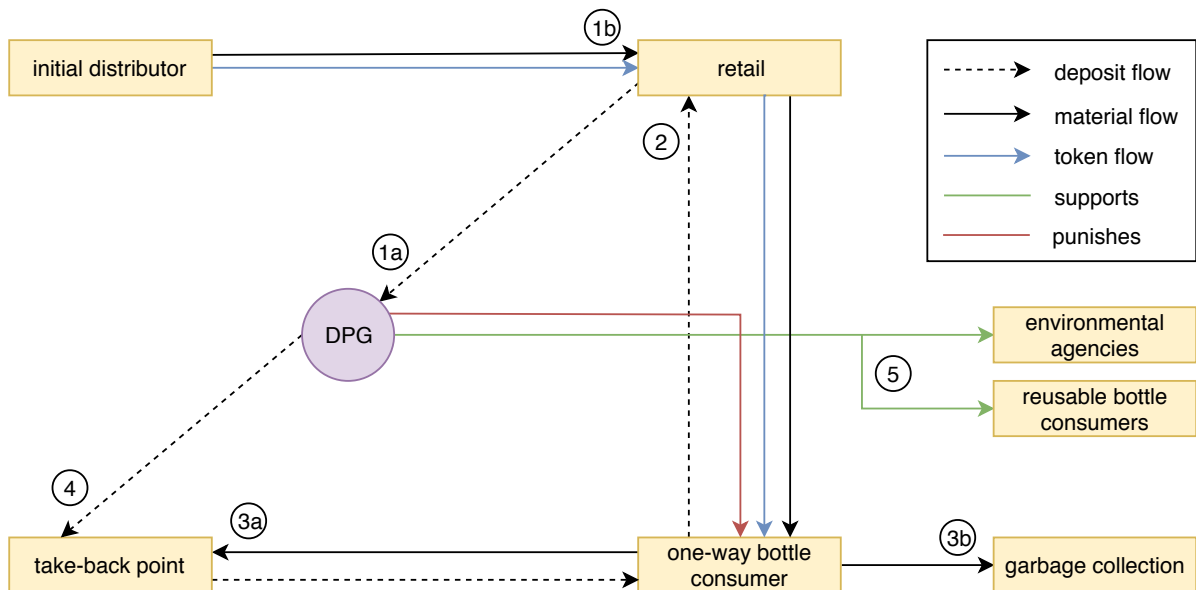 1b
initial distributor
retail
deposit flow
material flow
token flow
supports
punishes
2
1a
DPG
environmental
agencies
5
reusable bottle
consumers
4
3a
3b
take-back point
one-way bottle
consumer
garbage collection